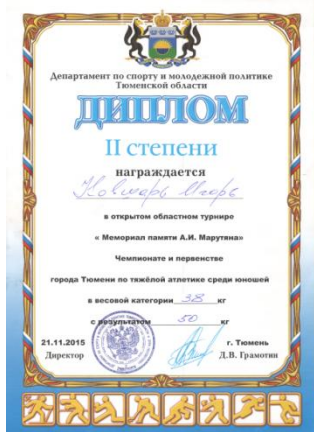 Департамент по спорту и молодежной политике
Тюменской области
ДИПЛОМ
II степени
награждается
Игорь
в открытом областном турнире
« Мемориал памяти А.И. Марутяна»
Чемпионате и первенстве
города Тюмени по тяжёлой атлетике среди юношей
в весовой категории 38 кг
с результатом 50 кг
21.11.2015 г. Тюмень
Директор Д.В. Грамотин